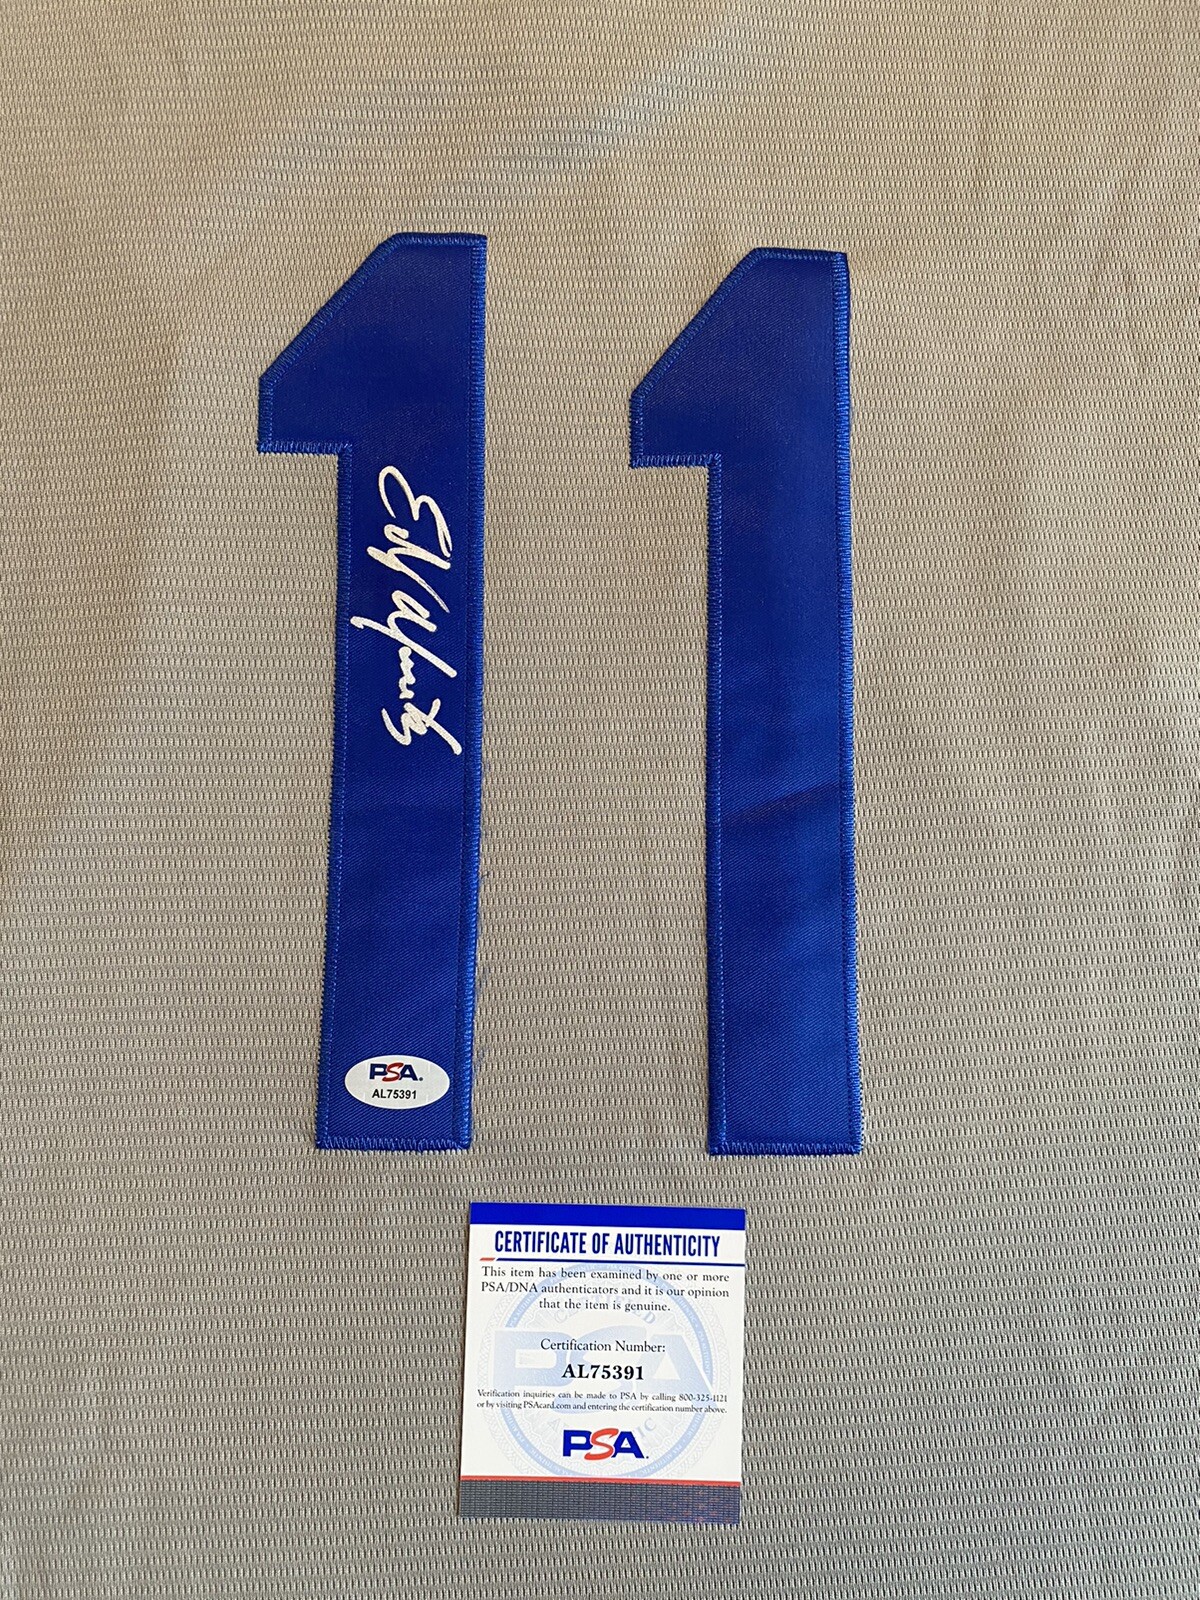 11
PSA.
AL75391
CERTIFICATE OF AUTHENTICITY
This item has been examined by one or more
PSA/DNA authenticators and it is our opinion
that the item is genuine.
Certification Number:
AL75391
Verification inquiries can be made to PSA by calling 800-325-1121
or by visiting PSAcard.com and entering the certification number above.
PSA.